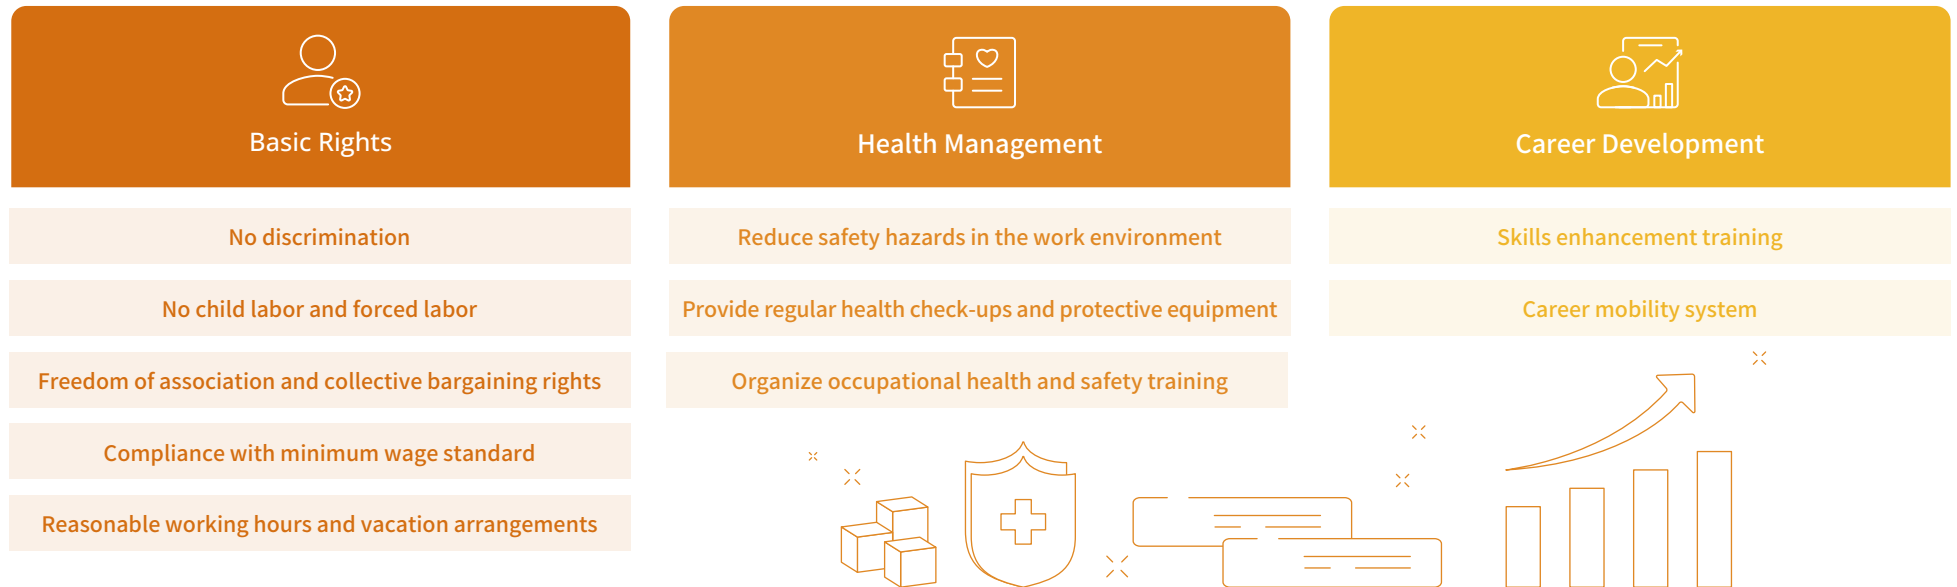 Basic Rights
No discrimination
No child labor and forced labor
Freedom of association and collective bargaining rights
Compliance with minimum wage standard
Reasonable working hours and vacation arrangements
Health Management
Reduce safety hazards in the work environment
Provide regular health check-ups and protective equipment
Organize occupational health and safety training
Career Development
Skills enhancement training
Career mobility system